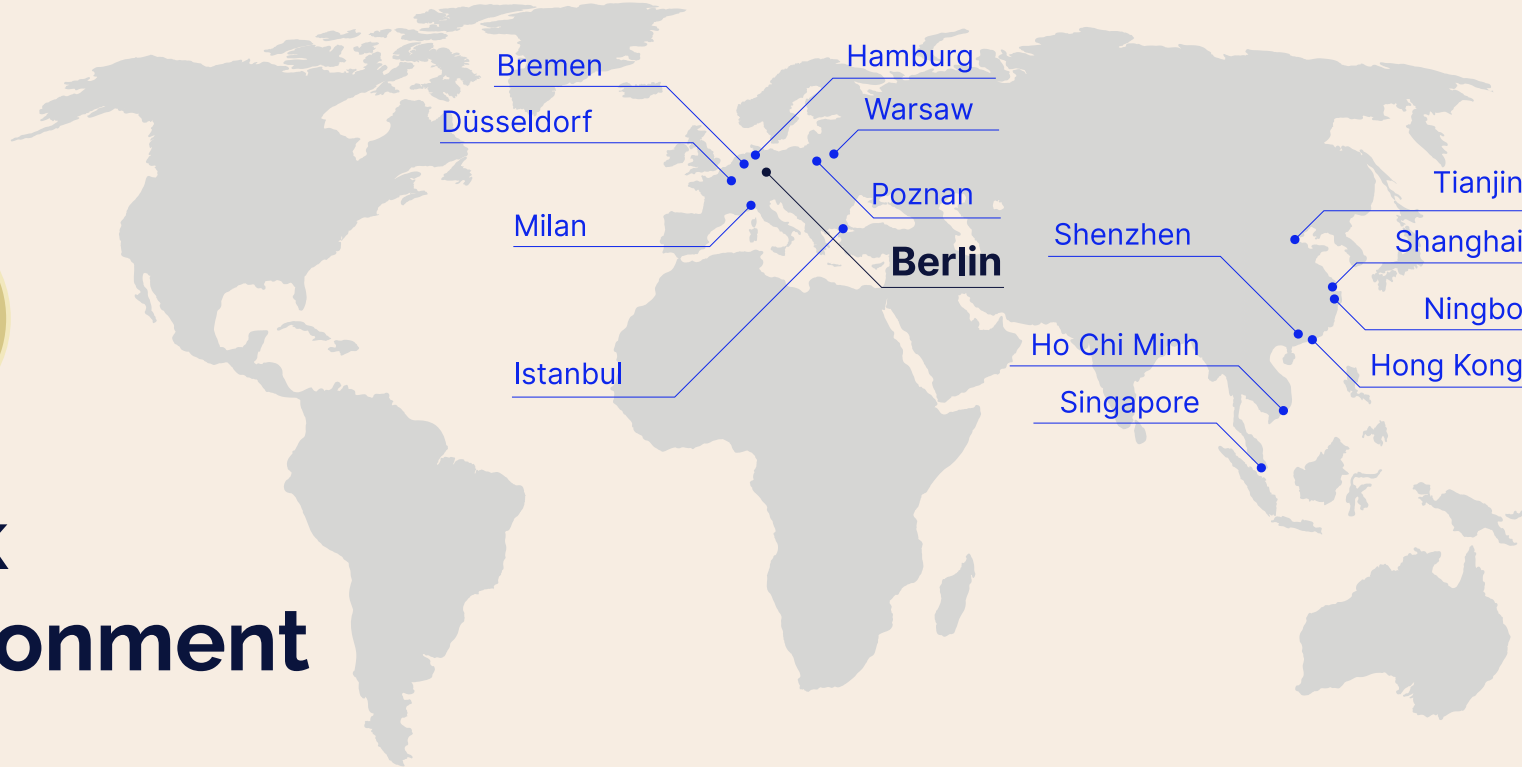 Bremen
Düsseldorf
Milan
Istanbul
Hamburg
Warsaw
Poznan
Berlin
Shenzhen
Ho Chi Minh
Singapore
Tianjin
Shanghai
Ningbo
Hong Kong
onment